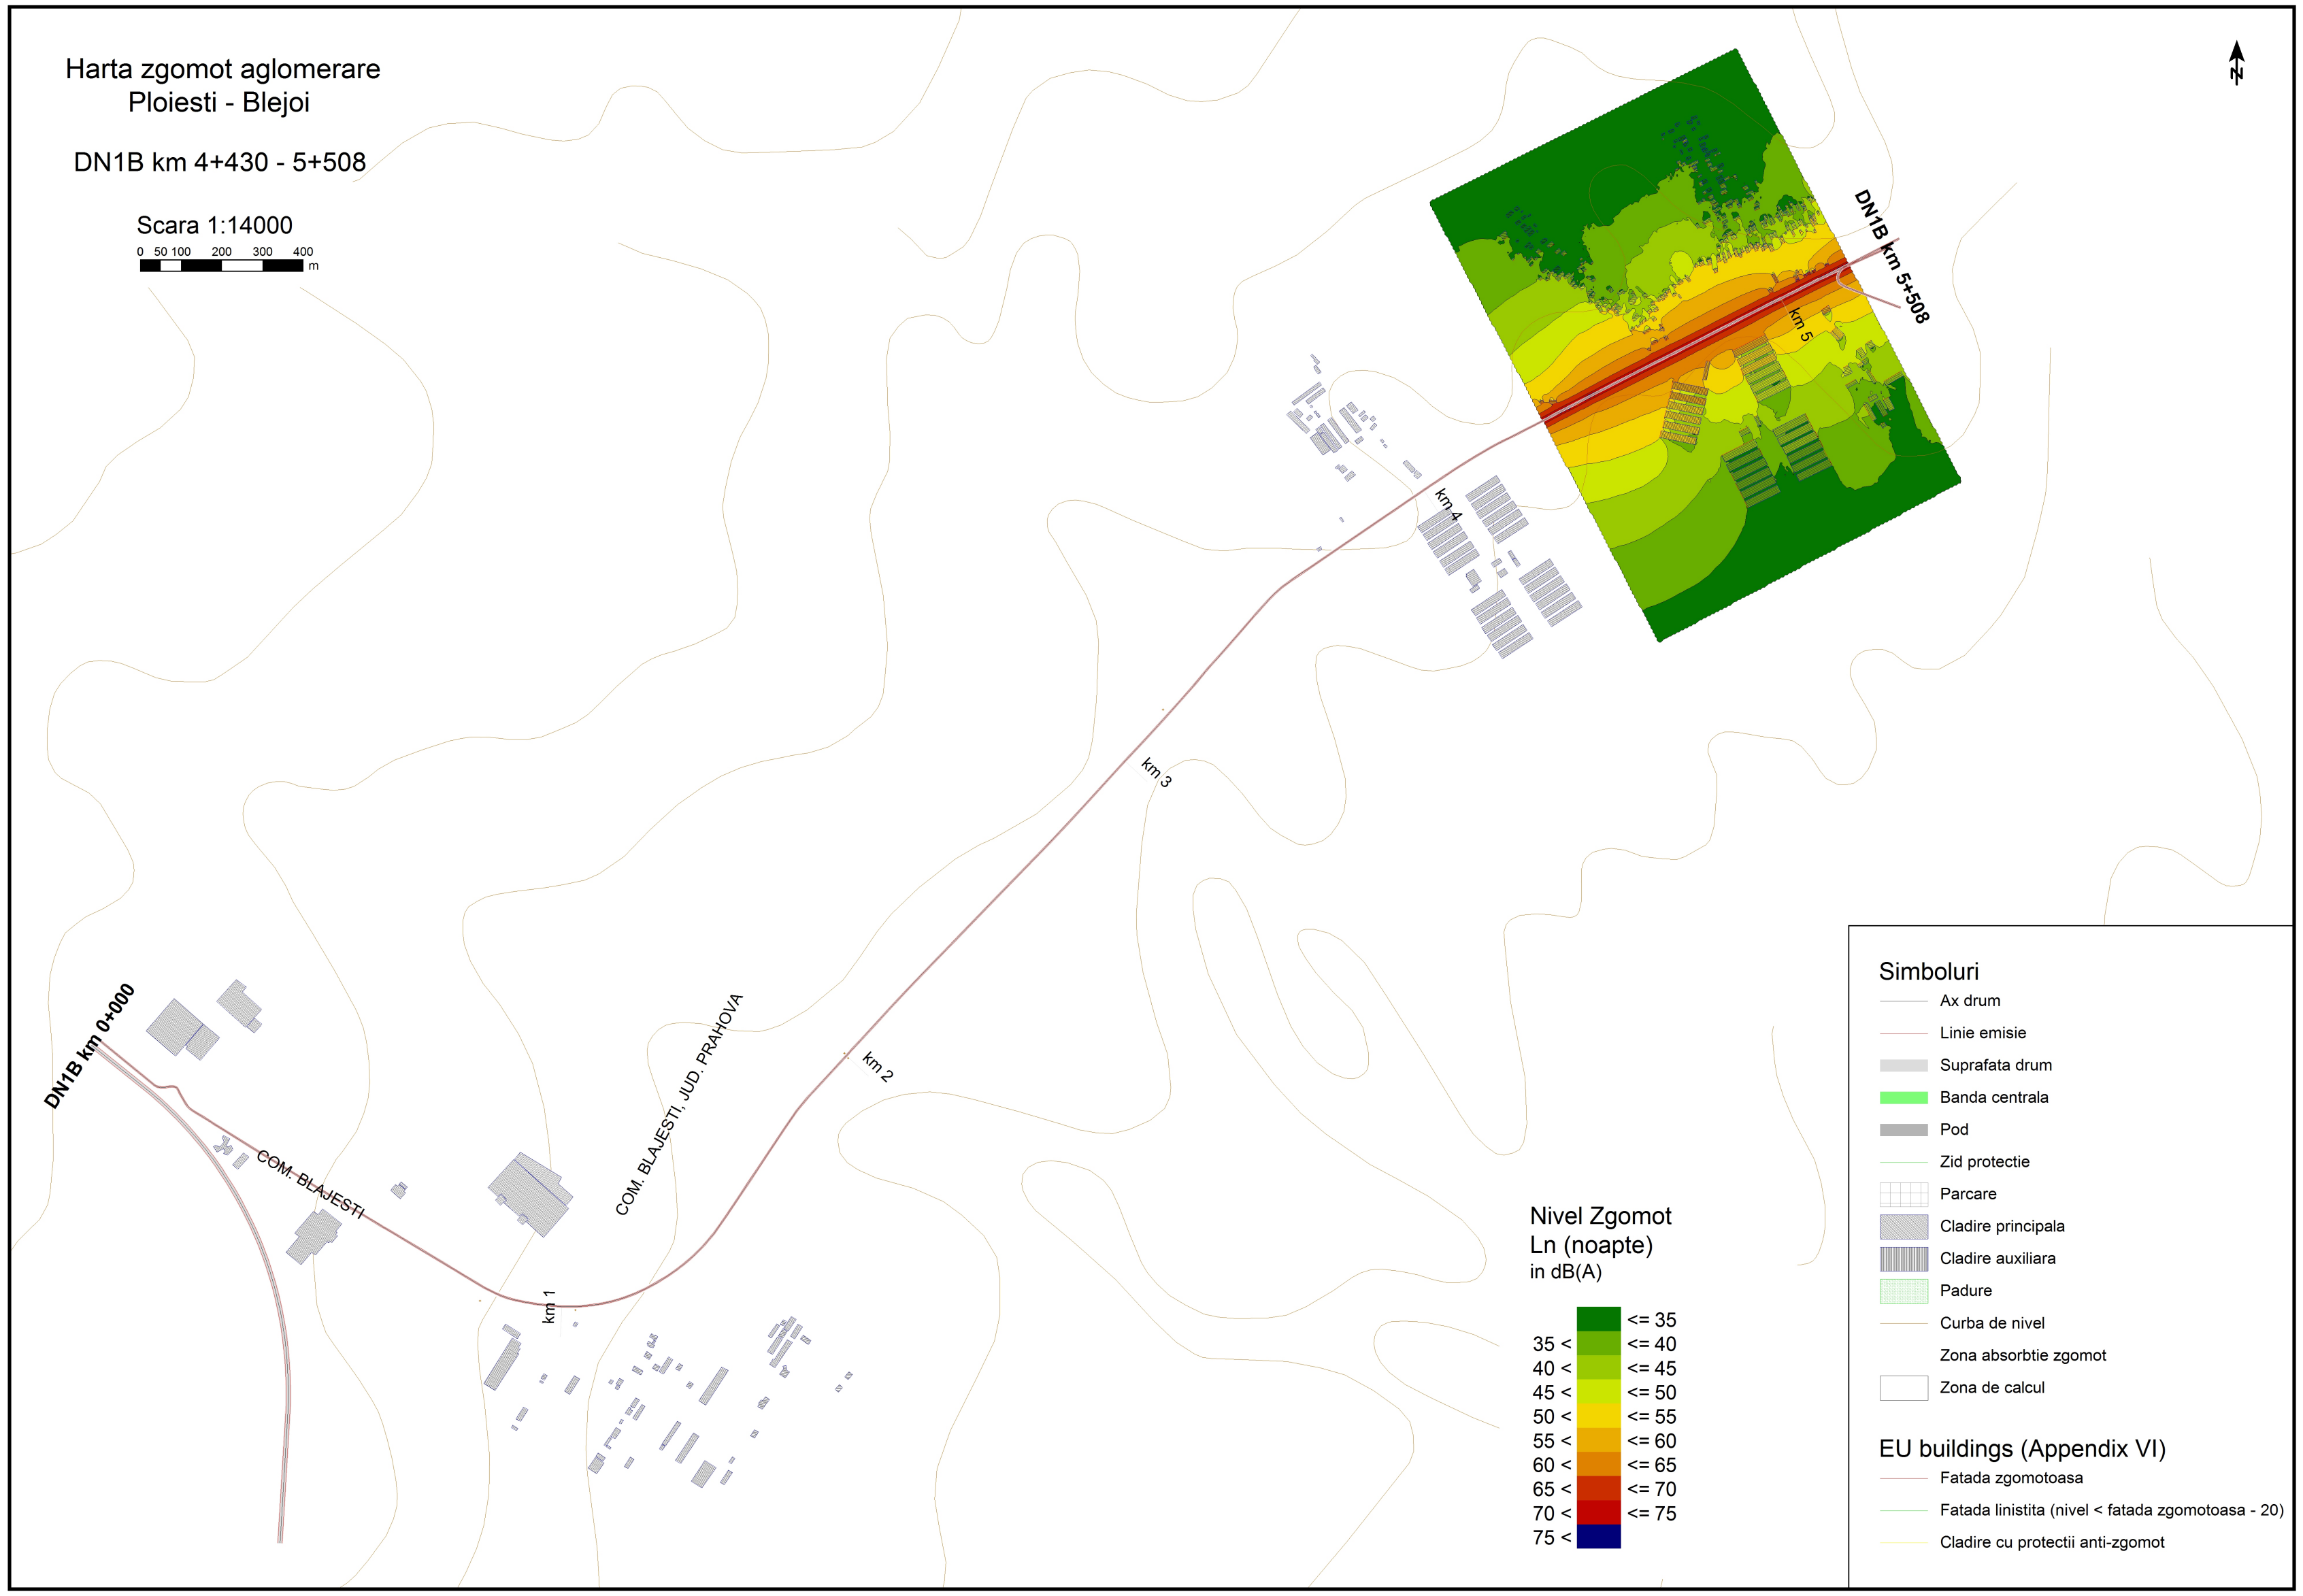 Harta zgomot aglomerare
Ploiesti - Blejoi
DN1B km 4+430 - 5+508
Scara 1:14000
0 50 100 200 300 400
m
N
DN1B km 5+508
km 5
km 4
km 3
km 2
COM. BLAJESTI, JUD. PRAHOVA
DN1B km 0+000
COM. BLAJESTI
km 1
Nivel Zgomot
Ln (noapte)
in dB(A)
<= 35
35 < <= 40
40 < <= 45
45 < <= 50
50 < <= 55
55 < <= 60
60 < <= 65
65 < <= 70
70 < <= 75
75 <
Simboluri
Ax drum
Linie emisie
Suprafata drum
Banda centrala
Pod
Zid protectie
Parcare
Cladire principala
Cladire auxiliara
Padure
Curba de nivel
Zona absorbtie zgomot
Zona de calcul
EU buildings (Appendix VI)
Fatada zgomotoasa
Fatada linistita (nivel < fatada zgomotoasa - 20)
Cladire cu protectii anti-zgomot